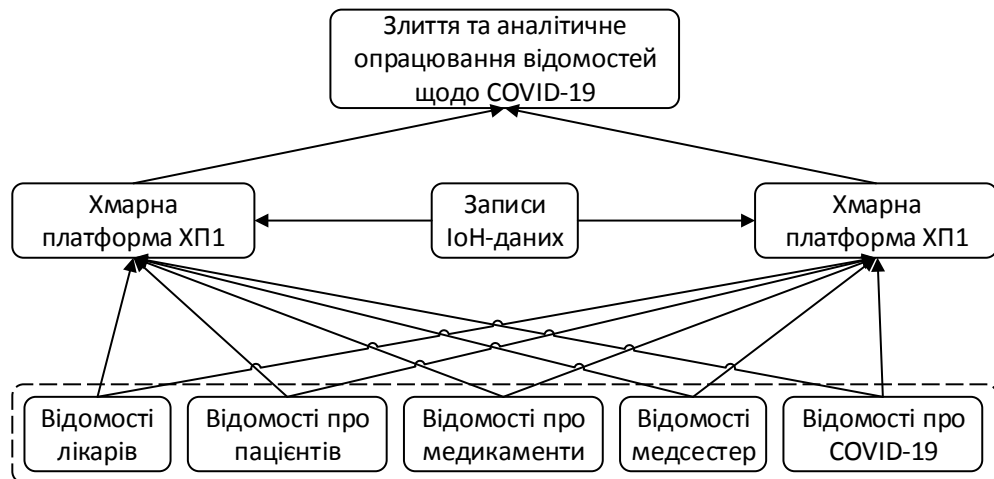 Злиття та аналітичне
опрацювання відомостей
щодо COVID-19
Хмарна
платформа ХП1
Записи
ІоН-даних
Хмарна
платформа ХП1
Відомості
лікарів
Відомості про
пацієнтів
Відомості про
медикаменти
Відомості
медсестер
Відомості про
COVID-19